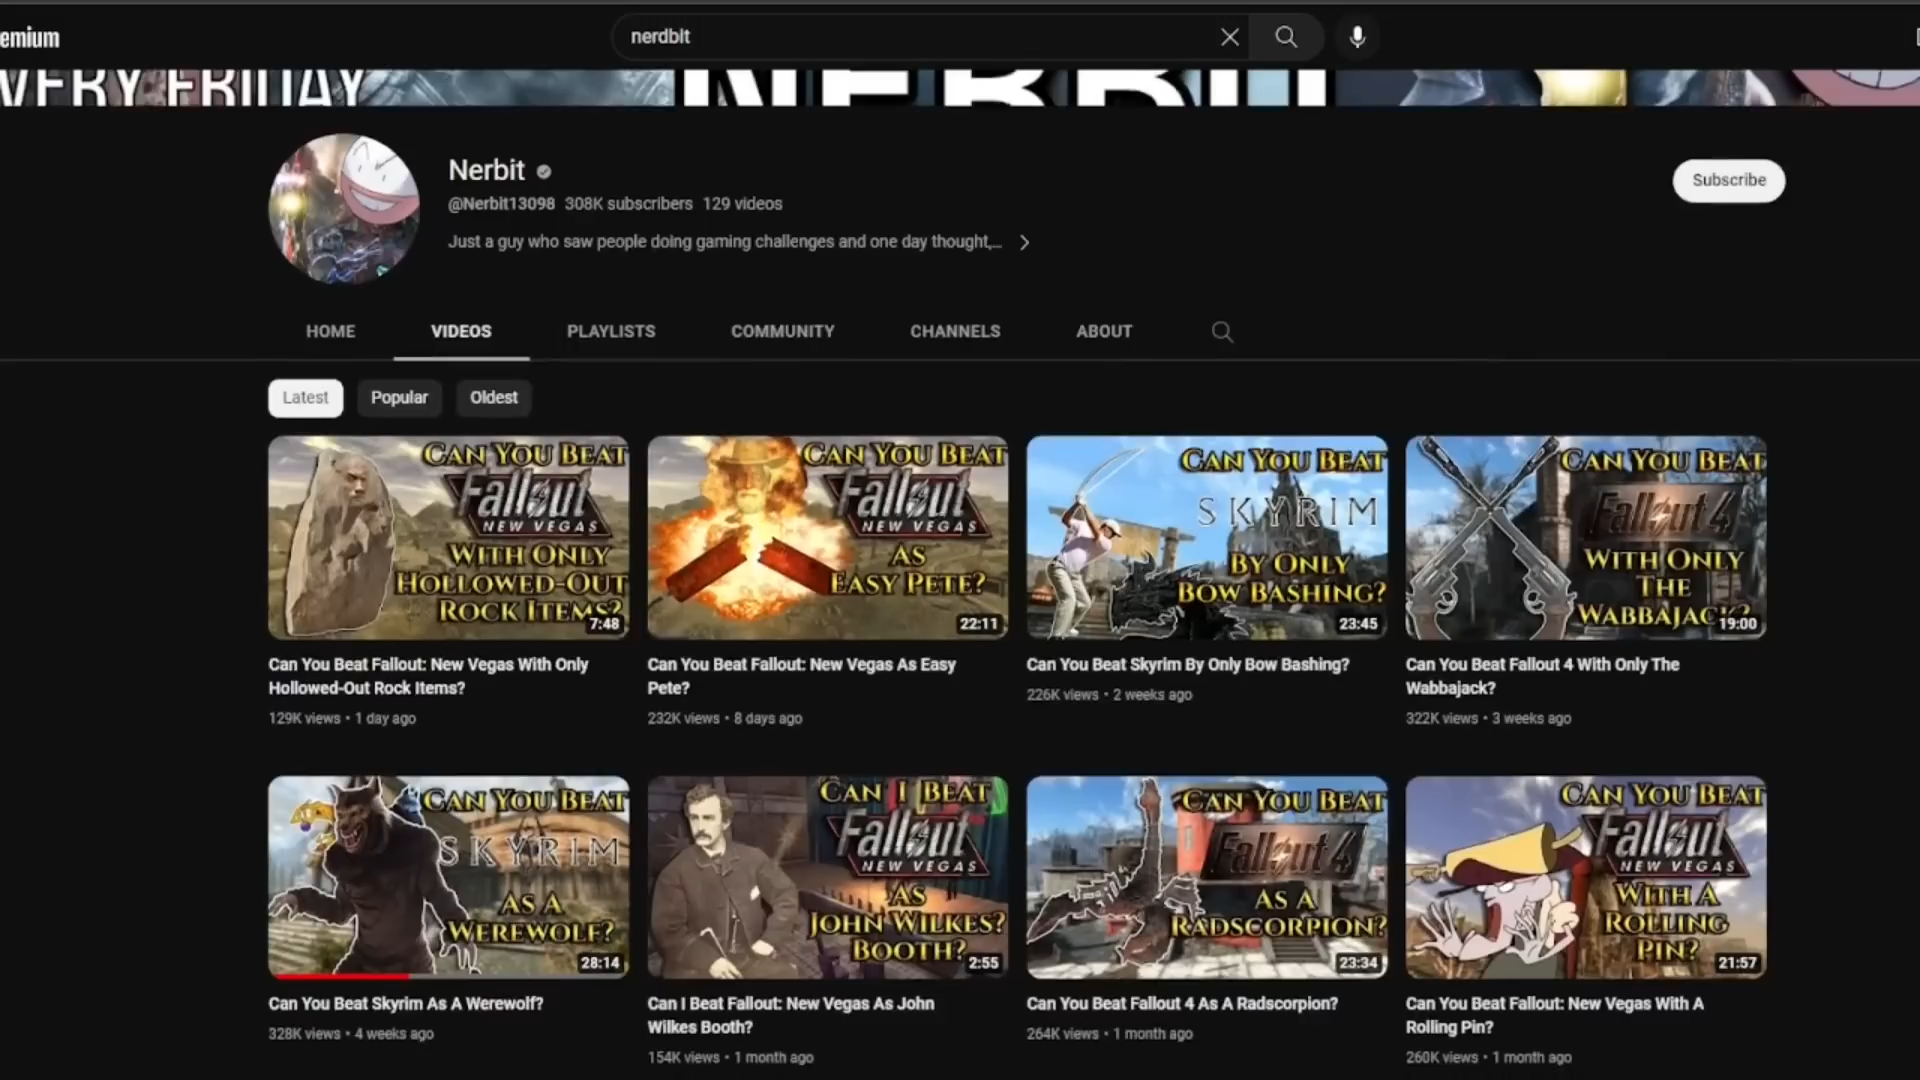 emium
nerdbit
VERY FRIDAY
NERBIT
Nerbit
@Nerbit13098 308K subscribers 129 videos
Just a guy who saw people doing gaming challenges and one day thought,...
Subscribe
HOME VIDEOS PLAYLISTS COMMUNITY CHANNELS ABOUT
Latest Popular Oldest
CAN YOU BEAT
Fallout
NEW VEGAS
WITH ONLY
HOLLOWED-OUT
ROCK ITEMS?
7:48
CAN YOU BEAT
Fallout
NEW VEGAS
AS
EASY PETE?
22:11
CAN YOU BEAT
SKYRIM
BY ONLY
BOW BASHING?
23:45
CAN YOU BEAT
Fallout 4
WITH ONLY
THE
WABBAJACK?
19:00
Can You Beat Fallout: New Vegas With Only
Hollowed-Out Rock Items?
129K views • 1 day ago
Can You Beat Fallout: New Vegas As Easy
Pete?
232K views • 8 days ago
Can You Beat Skyrim By Only Bow Bashing?
226K views • 2 weeks ago
Can You Beat Fallout 4 With Only The
Wabbajack?
322K views • 3 weeks ago
CAN YOU BEAT
SKYRIM
AS A
WEREWOLF?
28:14
CAN I BEAT
Fallout
NEW VEGAS
AS
JOHN WILKES?
BOOTH?
2:55
CAN YOU BEAT
Fallout 4
AS A
RADSCORPION?
23:34
CAN YOU BEAT
Fallout
NEW VEGAS
WITH A
ROLLING
PIN?
21:57
Can You Beat Skyrim As A Werewolf?
328K views • 4 weeks ago
Can I Beat Fallout: New Vegas As John
Wilkes Booth?
154K views • 1 month ago
Can You Beat Fallout 4 As A Radscorpion?
264K views • 1 month ago
Can You Beat Fallout: New Vegas With A
Rolling Pin?
260K views • 1 month ago